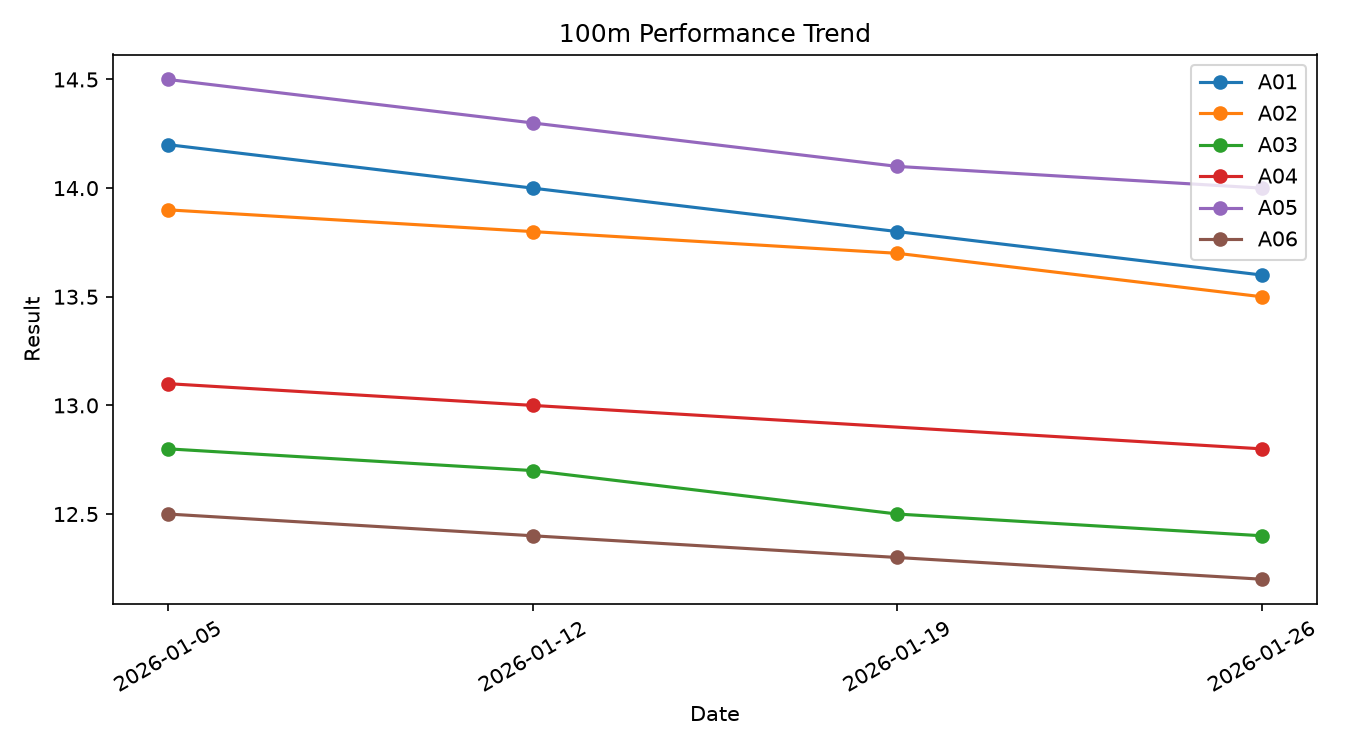 100m Performance Trend
Result
14.5
14.0
13.5
13.0
12.5
A01
A02
A03
A04
A05
A06
2026-01-05
2026-01-12
2026-01-19
2026-01-26
Date